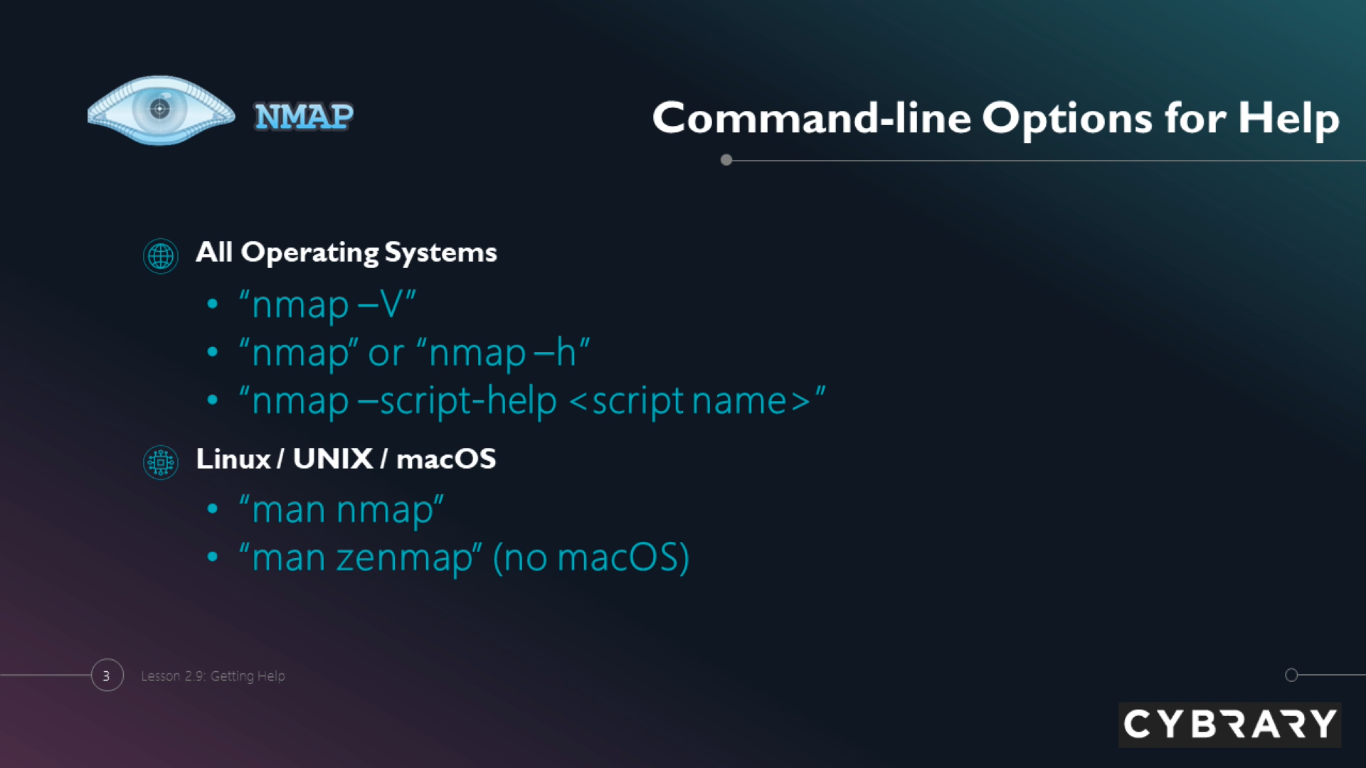 NMAP
Command-line Options for Help
All Operating Systems
• “nmap –V”
• “nmap” or “nmap –h”
• “nmap –script-help <script name>”
Linux / UNIX / macOS
• “man nmap”
• “man zenmap” (no macOS)
3 Lesson 2.9: Getting Help
CYBRARY